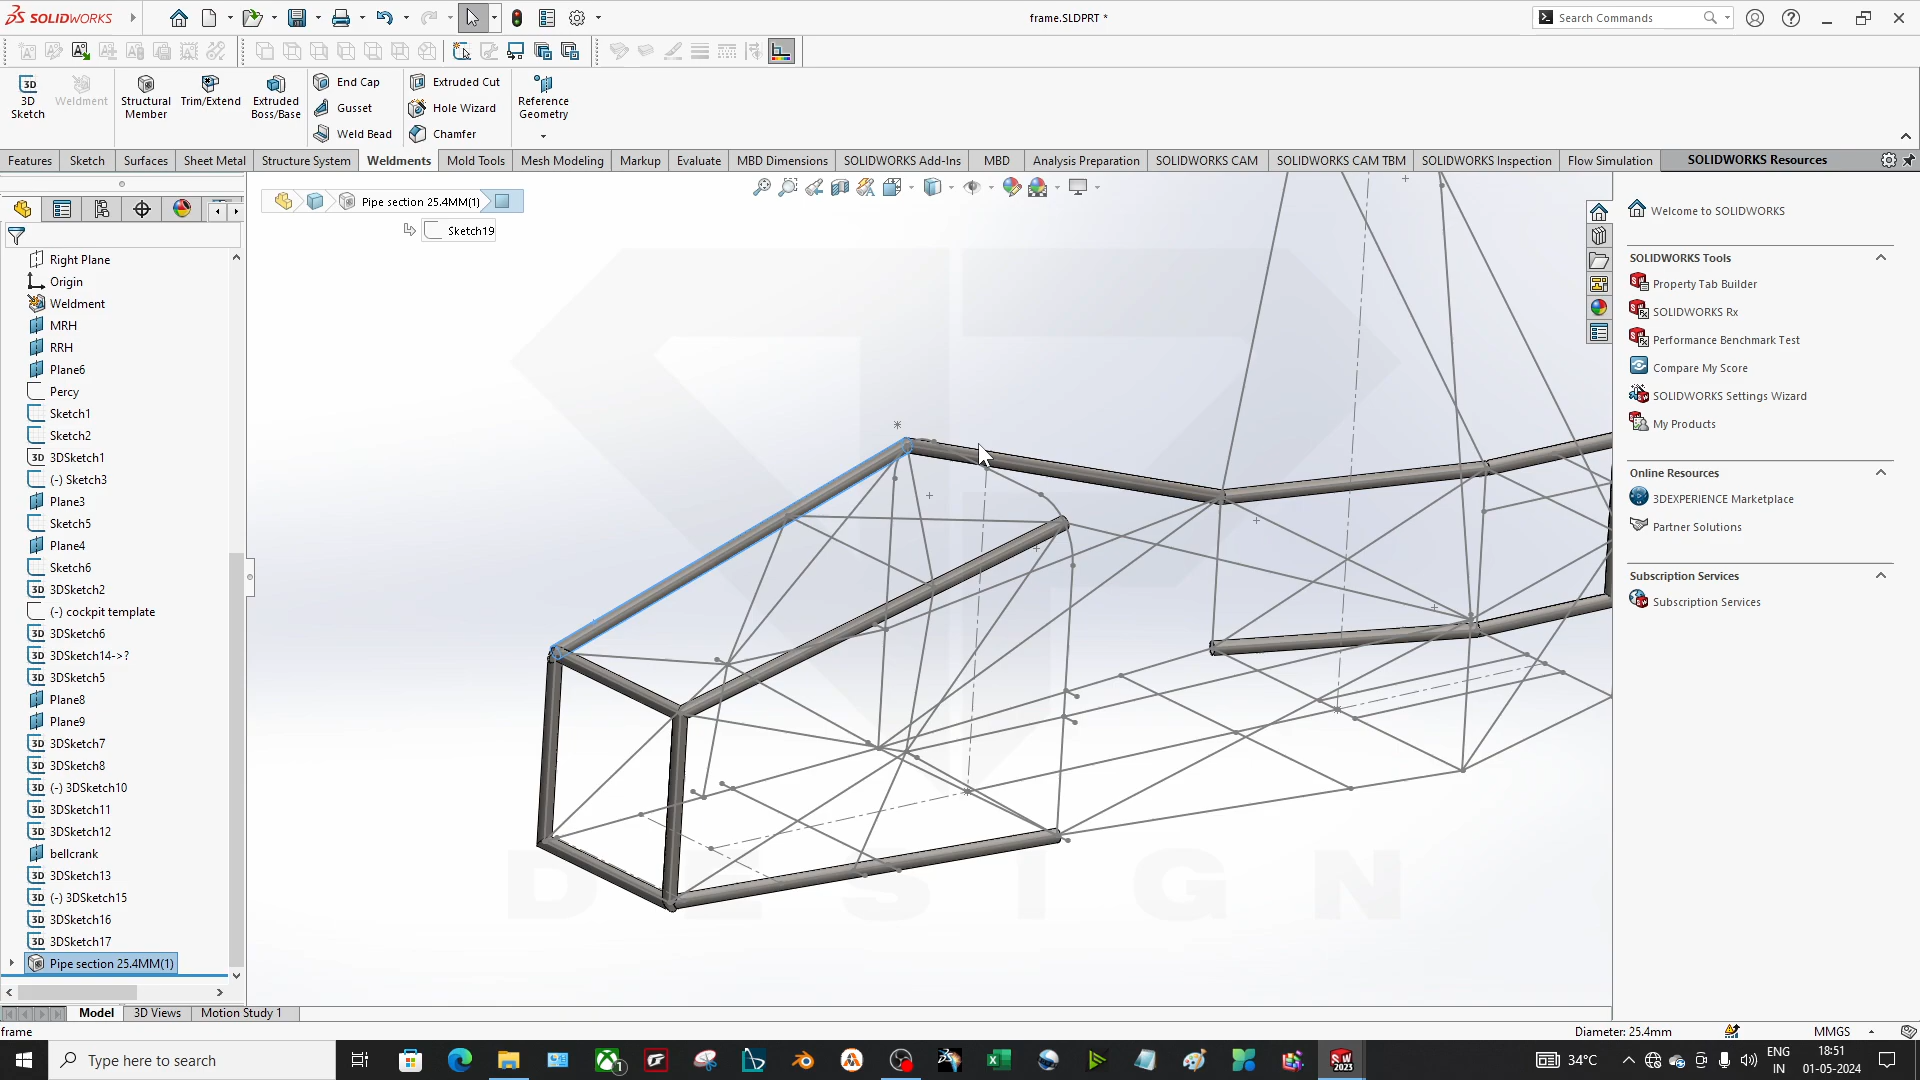 SOLIDWORKS
frame.SLDPRT *
Search Commands
3D Sketch
Weldment
Structural Member
Trim/Extend
Extruded Boss/Base
End Cap
Gusset
Weld Bead
Extruded Cut
Hole Wizard
Chamfer
Reference Geometry
Features
Sketch
Surfaces
Sheet Metal
Structure System
Weldments
Mold Tools
Mesh Modeling
Markup
Evaluate
MBD Dimensions
SOLIDWORKS Add-Ins
MBD
Analysis Preparation
SOLIDWORKS CAM
SOLIDWORKS CAM TBM
SOLIDWORKS Inspection
Flow Simulation
SOLIDWORKS Resources
Pipe section 25.4MM(1)
Sketch19
Right Plane
Origin
Weldment
MRH
RRH
Plane6
Percy
Sketch1
Sketch2
3DSketch1
(-) Sketch3
Plane3
Sketch5
Plane4
Sketch6
3DSketch2
(-) cockpit template
3DSketch6
3DSketch14->?
3DSketch5
Plane8
Plane9
3DSketch7
3DSketch8
(-) 3DSketch10
3DSketch11
3DSketch12
bellcrank
3DSketch13
(-) 3DSketch15
3DSketch16
3DSketch17
Pipe section 25.4MM(1)
Welcome to SOLIDWORKS
SOLIDWORKS Tools
Property Tab Builder
SOLIDWORKS Rx
Performance Benchmark Test
Compare My Score
SOLIDWORKS Settings Wizard
My Products
Online Resources
3DEXPERIENCE Marketplace
Partner Solutions
Subscription Services
Subscription Services
DESIGN
Model
3D Views
Motion Study 1
frame
Diameter: 25.4mm
MMGS
Type here to search
34°C
ENG
IN
18:51
01-05-2024